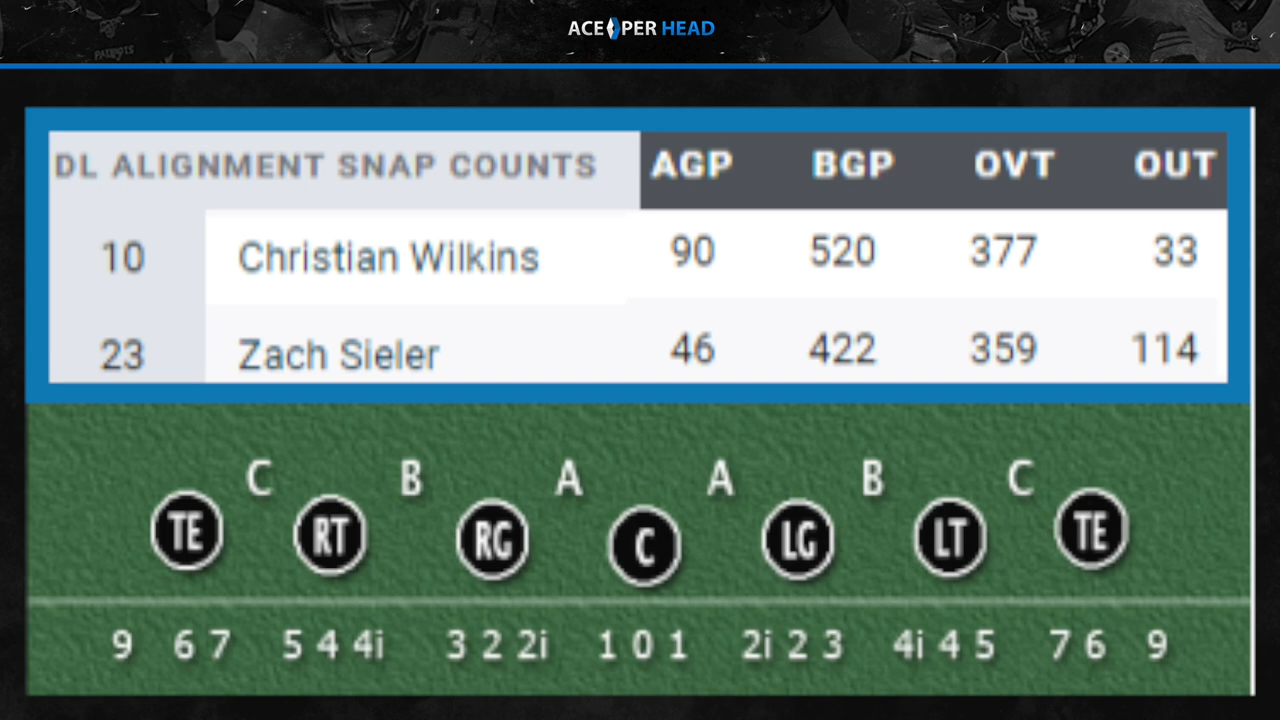 PATRIOTS
ACE PER HEAD
DL ALIGNMENT SNAP COUNTS AGP BGP OVT OUT
10 Christian Wilkins 90 520 377 33
23 Zach Sieler 46 422 359 114
C B A A B C
TE RT RG C LG LT TE
9 6 7 5 4 4i 3 2 2i 1 0 1 2i 2 3 4i 4 5 7 6 9